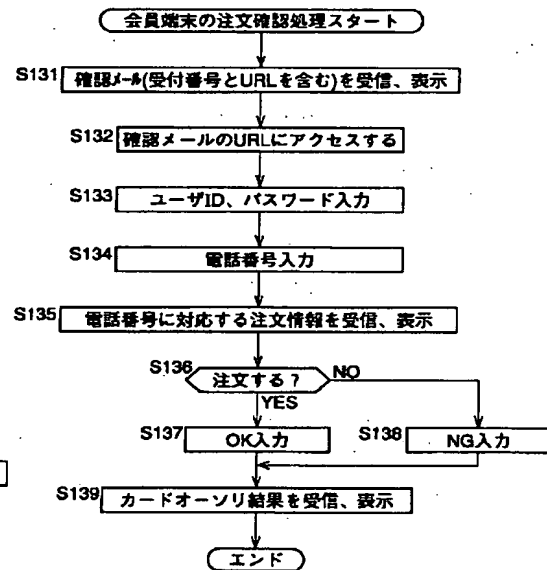 会員端末の注文確認処理スタート
S131 確認メール(受付番号とURLを含む)を受信、表示
S132 確認メールのURLにアクセスする
S133 ユーザID、パスワード入力
S134 電話番号入力
S135 電話番号に対応する注文情報を受信、表示
S136 注文する？ NO
YES
S137 OK入力 S138 NG入力
S139 カードオーソリ結果を受信、表示
エンド